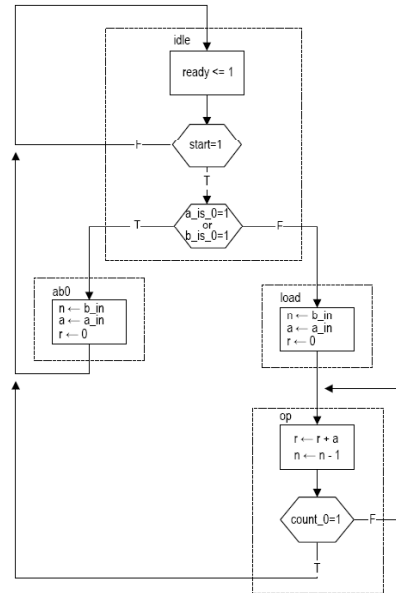 idle
ready <= 1
F
start=1
T
a_is_0=1
or
b_is_0=1
T
F
ab0
n ← b_in
a ← a_in
r ← 0
load
n ← b_in
a ← a_in
r ← 0
op
r ← r + a
n ← n - 1
count_0=1
F
T